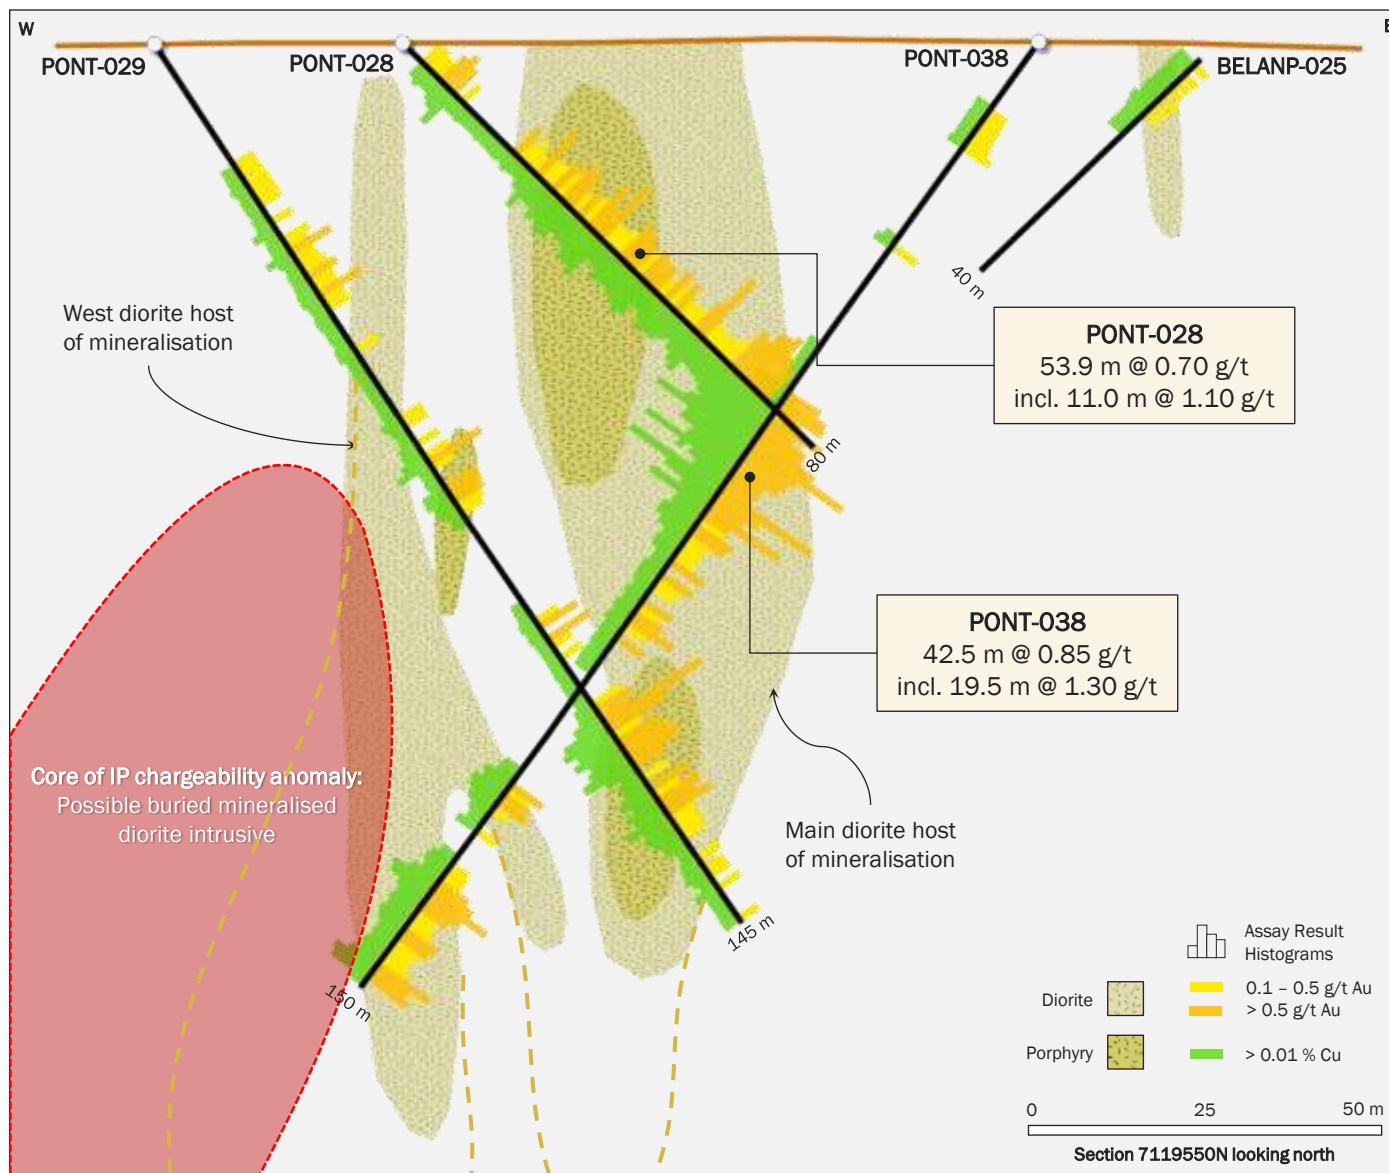 W
E
PONT-029
PONT-028
PONT-038
BELANP-025
40 m
West diorite host
of mineralisation
PONT-028
53.9 m @ 0.70 g/t
incl. 11.0 m @ 1.10 g/t
80 m
PONT-038
42.5 m @ 0.85 g/t
incl. 19.5 m @ 1.30 g/t
Core of IP chargeability anomaly:
Possible buried mineralised
diorite intrusive
Main diorite host
of mineralisation
145 m
150 m
Assay Result
Histograms
Diorite
0.1 – 0.5 g/t Au
> 0.5 g/t Au
Porphyry
> 0.01 % Cu
0 25 50 m
Section 7119550N looking north